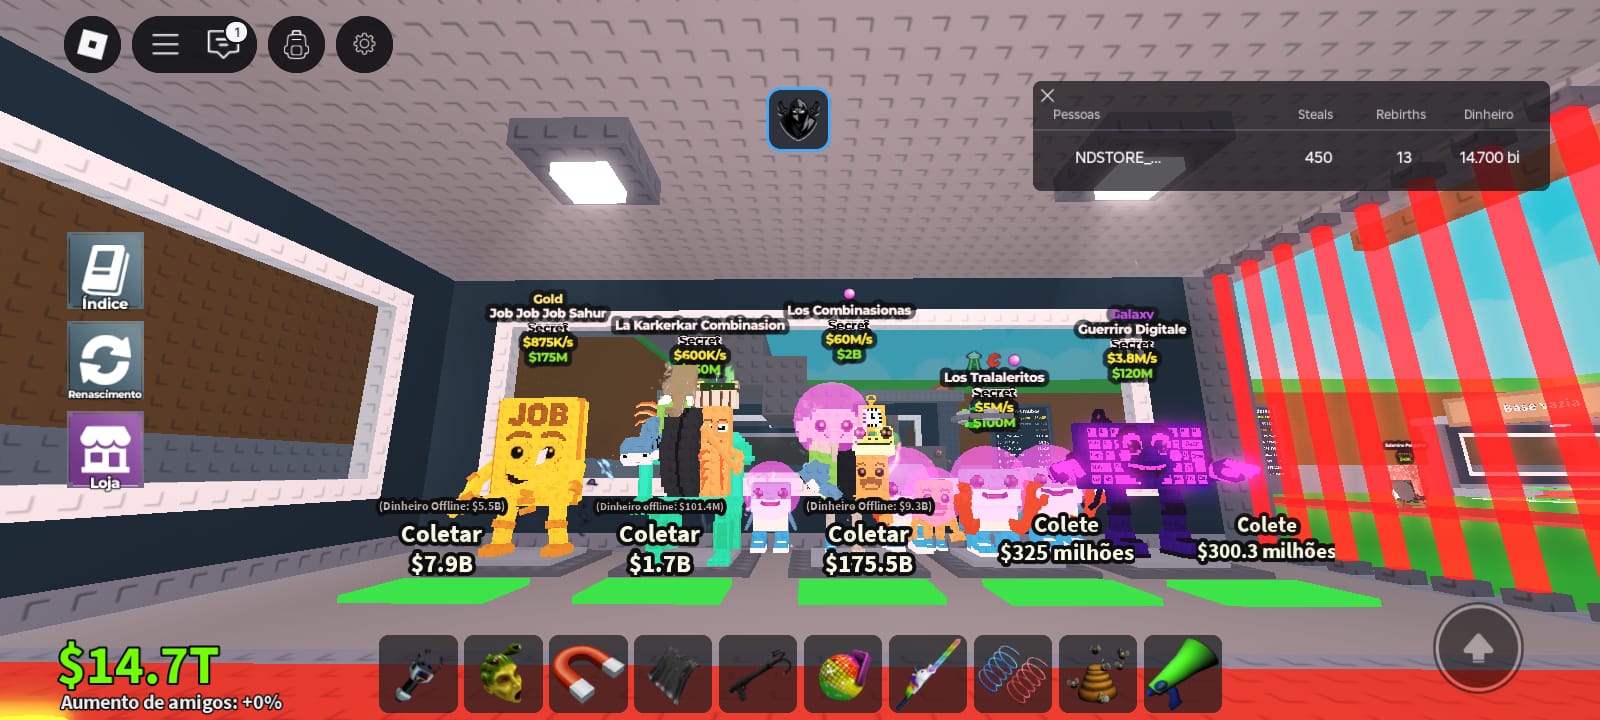 1
Pessoas Steals Rebirths Dinheiro
NDSTORE_... 450 13 14.700 bi
Índice
Renascimento
Loja
Gold
Job Job Job Sahur
Secret
$875K/s
$175M
La Karkerkar Combinasion
Secret
$600K/s
Los Combinasionas
Secret
$60M/s
$2B
Los Tralaleritos
Secret
$5M/s
$100M
Galaxy
Guerriro Digitale
Secret
$3.8M/s
$120M
JOB
Base vazia
(Dinheiro Offline: $5.5B)
Coletar
$7.9B
(Dinheiro offline: $101.4M)
Coletar
$1.7B
(Dinheiro Offline: $9.3B)
Coletar
$175.5B
Colete
$325 milhões
Colete
$300.3 milhões
$14.7T
Aumento de amigos: +0%